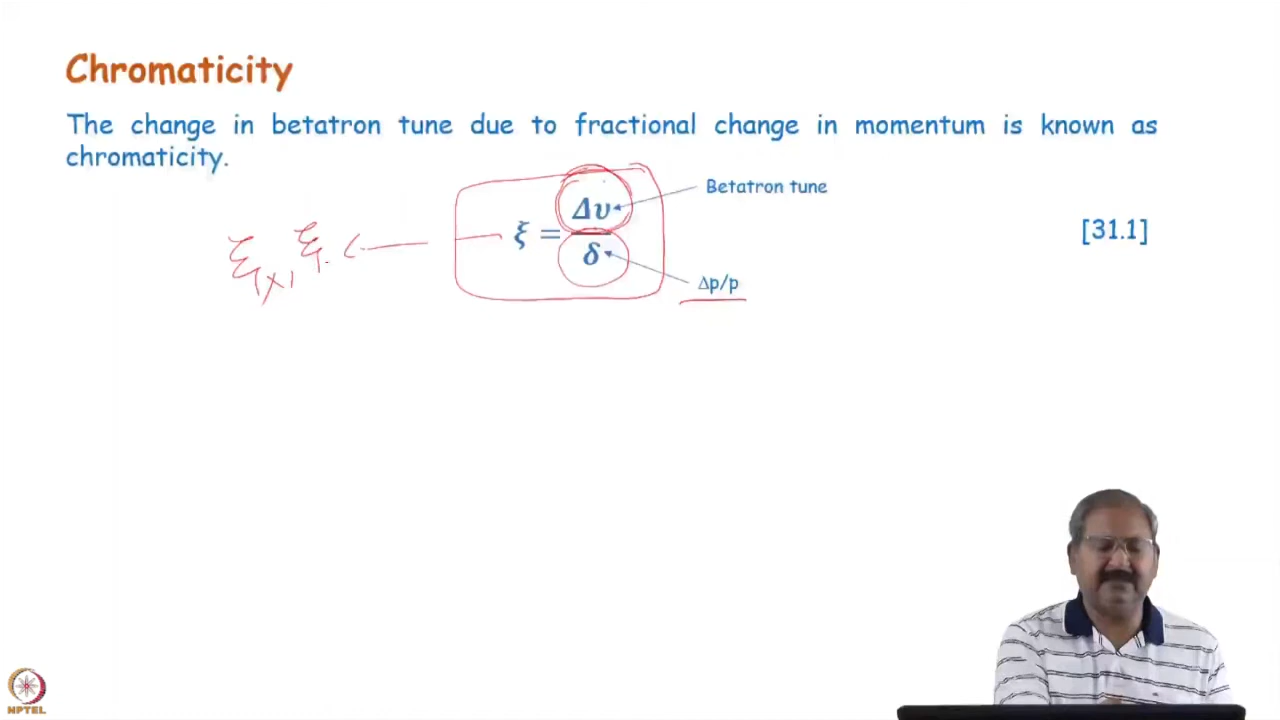 Chromaticity
The change in betatron tune due to fractional change in momentum is known as
chromaticity.
Betatron tune
ξ = Δυ / δ
[31.1]
Δp/p
ξx, ξ
NPTEL